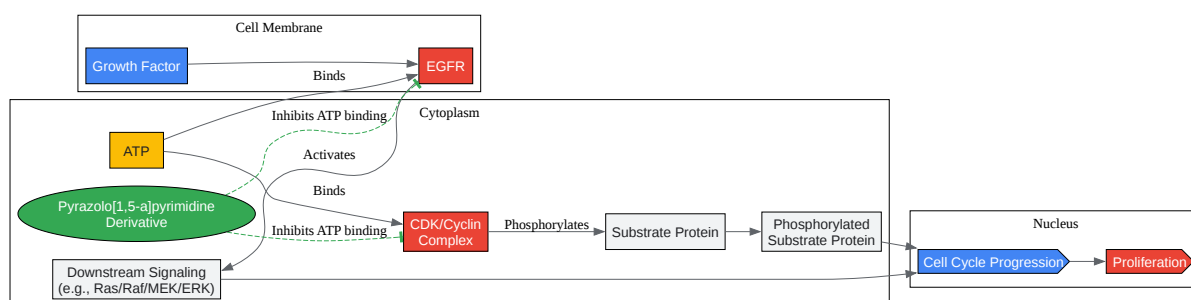 Cell Membrane
Growth Factor
EGFR
Binds
Cytoplasm
Inhibits ATP binding
ATP
Activates
Binds
Pyrazolo[1,5-a]pyrimidine
Derivative
Inhibits ATP binding
CDK/Cyclin
Complex
Phosphorylates
Substrate Protein
Phosphorylated
Substrate Protein
Nucleus
Cell Cycle Progression
Proliferation
Downstream Signaling
(e.g., Ras/Raf/MEK/ERK)